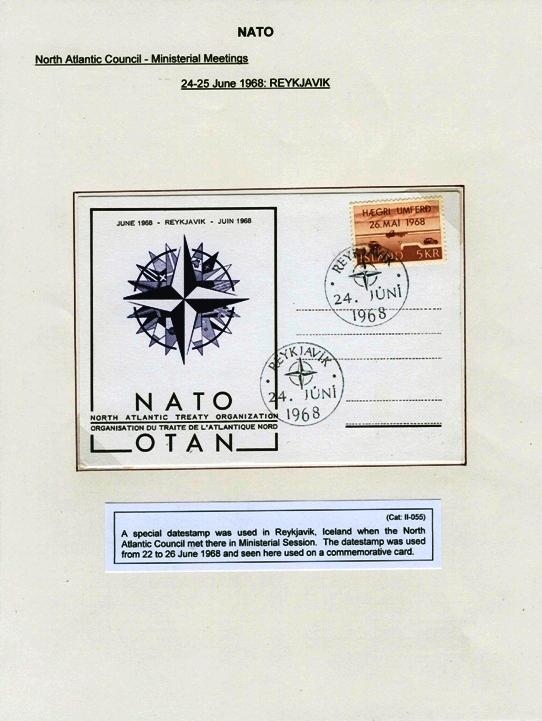 NATO
North Atlantic Council - Ministerial Meetings
24-25 June 1968: REYKJAVIK
JUNE 1968 - REYKJAVIK - JUIN 1968
HÆGRI UMFERÐ
26. MAI 1968
ÍSLAND 5 KR
REYKJAVIK
24. JÚNÍ
1968
REYKJAVIK
24. JÚNÍ
1968
NATO
NORTH ATLANTIC TREATY ORGANIZATION
ORGANISATION DU TRAITE DE L'ATLANTIQUE NORD
OTAN
(Cat: II-055)
A special datestamp was used in Reykjavik, Iceland when the North
Atlantic Council met there in Ministerial Session. The datestamp was used
from 22 to 26 June 1968 and seen here used on a commemorative card.